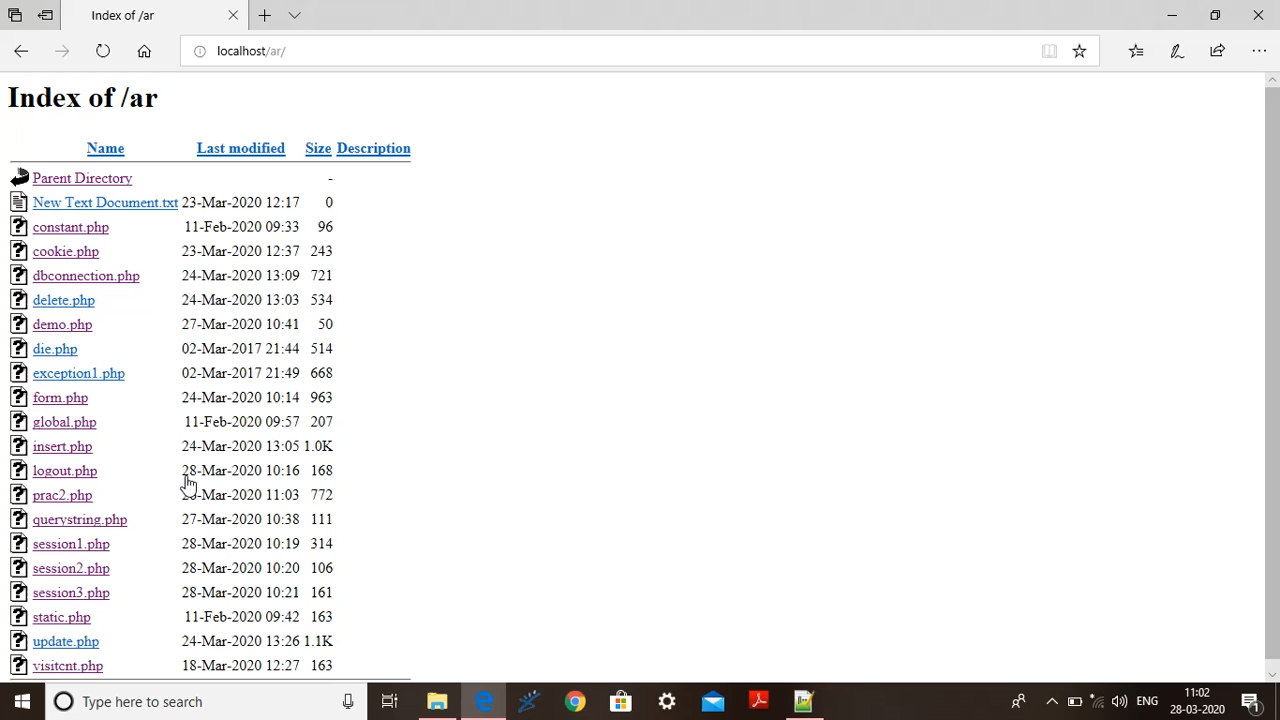 Index of /ar
localhost/ar/
Index of /ar
Name Last modified Size Description
Parent Directory -
New Text Document.txt 23-Mar-2020 12:17 0
constant.php 11-Feb-2020 09:33 96
cookie.php 23-Mar-2020 12:37 243
dbconnection.php 24-Mar-2020 13:09 721
delete.php 24-Mar-2020 13:03 534
demo.php 27-Mar-2020 10:41 50
die.php 02-Mar-2017 21:44 514
exception1.php 02-Mar-2017 21:49 668
form.php 24-Mar-2020 10:14 963
global.php 11-Feb-2020 09:57 207
insert.php 24-Mar-2020 13:05 1.0K
logout.php 28-Mar-2020 10:16 168
prac2.php Mar-2020 11:03 772
querystring.php 27-Mar-2020 10:38 111
session1.php 28-Mar-2020 10:19 314
session2.php 28-Mar-2020 10:20 106
session3.php 28-Mar-2020 10:21 161
static.php 11-Feb-2020 09:42 163
update.php 24-Mar-2020 13:26 1.1K
visitcnt.php 18-Mar-2020 12:27 163
Type here to search
ENG
11:02
28-03-2020
1